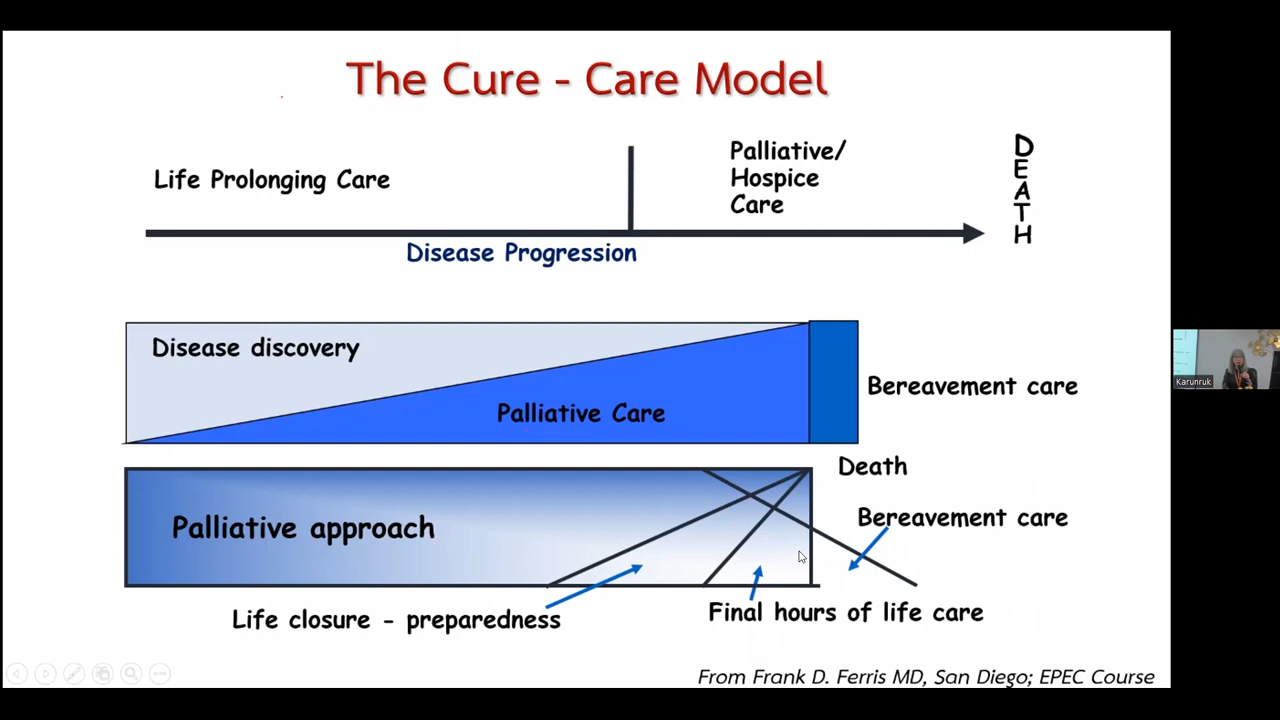 The Cure - Care Model
Life Prolonging Care
Palliative/
Hospice
Care
DEATH
Disease Progression
Disease discovery
Palliative Care
Bereavement care
Death
Palliative approach
Bereavement care
Life closure - preparedness
Final hours of life care
From Frank D. Ferris MD, San Diego; EPEC Course
Karunruk